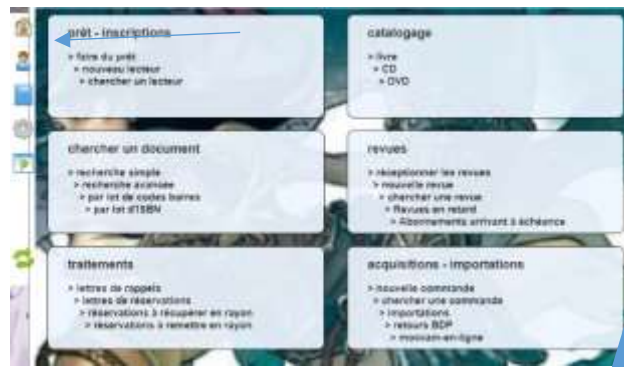 prêt - inscriptions
> faire du prêt
> nouveau lecteur
> chercher un lecteur
catalogage
> livre
> CD
> DVD
chercher un document
> recherche simple
> recherche avancée
> par lot de codes barres
> par lot d'ISBN
revues
> réceptionner les revues
> nouvelle revue
> chercher une revue
> Revues en retard
> Abonnements arrivant à échéance
traitements
> lettres de rappels
> lettres de réservations
> réservations à récupérer en rayon
> réservations à remettre en rayon
acquisitions - importations
> nouvelle commande
> chercher une commande
> importations
> retours BDP
> moccam-en-ligne